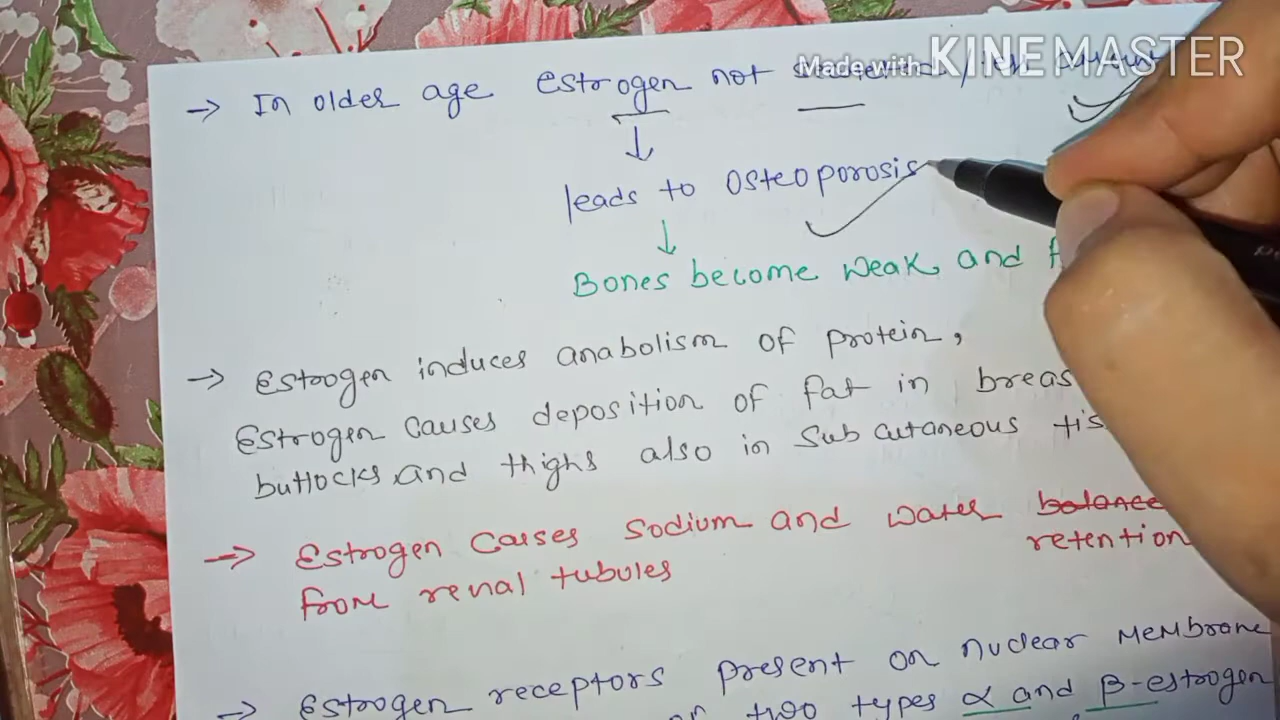 Made with KINEMASTER
→ In older age estrogen not
↓
leads to Osteoporosis
↓
Bones become weak and
→ Estrogen induces anabolism of protein,
Estrogen causes deposition of fat in breas
buttocks and thighs also in subcutaneous tis
→ Estrogen causes sodium and water balance
retention
from renal tubules
→ Estrogen receptors present on nuclear membrane
two types α and β-estrogen